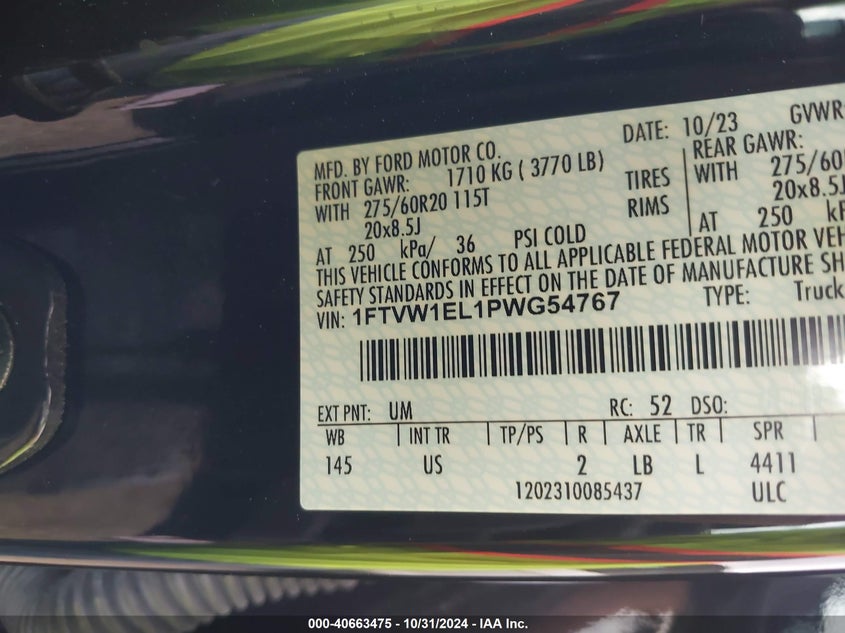 MFD. BY FORD MOTOR CO. DATE: 10/23 GVWR:
FRONT GAWR: 1710 KG ( 3770 LB) REAR GAWR:
WITH 275/60R20 115T TIRES WITH 275/60
20x8.5J RIMS 20x8.5J
AT 250 kPa/ 36 PSI COLD AT 250 kP
THIS VEHICLE CONFORMS TO ALL APPLICABLE FEDERAL MOTOR VEH
SAFETY STANDARDS IN EFFECT ON THE DATE OF MANUFACTURE SH
VIN: 1FTVW1EL1PWG54767 TYPE: Truck
EXT PNT: UM RC: 52 DSO:
WB INT TR TP/PS R AXLE TR SPR
145 US 2 LB L 4411
1202310085437 ULC
000-40663475 - 10/31/2024 - IAA Inc.